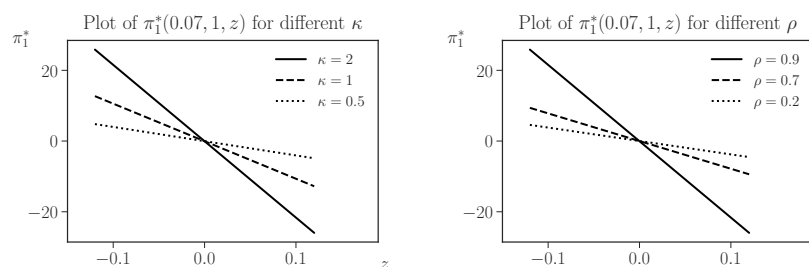 Plot of π₁*(0.07, 1, z) for different κ
π₁*
20
0
−20
−0.1
0.0
0.1
z
κ = 2
κ = 1
κ = 0.5
Plot of π₁*(0.07, 1, z) for different ρ
π₁*
20
0
−20
−0.1
0.0
0.1
ρ = 0.9
ρ = 0.7
ρ = 0.2